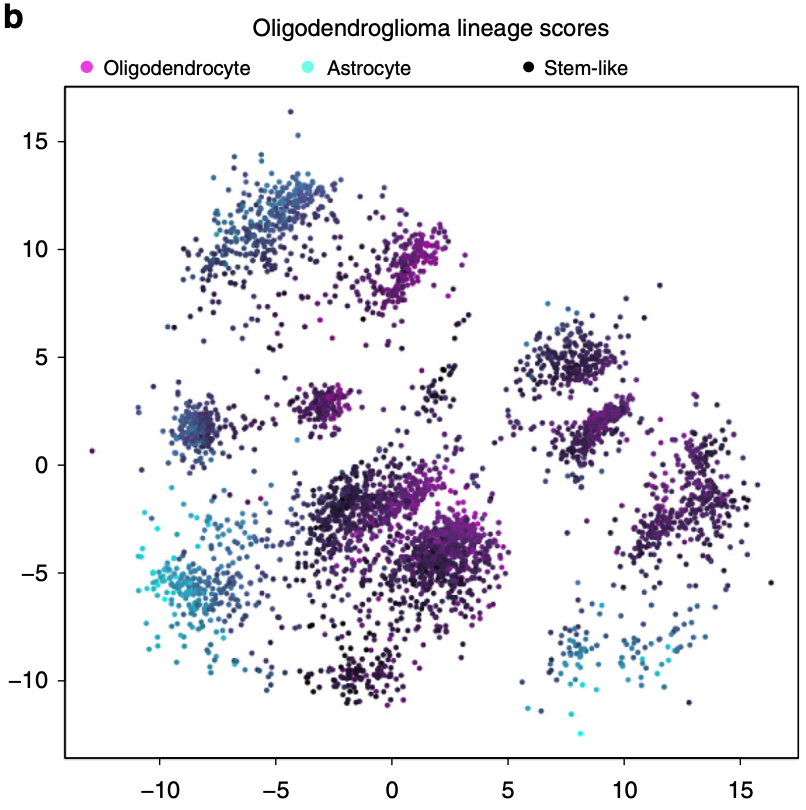 b
Oligodendroglioma lineage scores
Oligodendrocyte Astrocyte Stem-like
15
10
5
0
−5
−10
−10 −5 0 5 10 15